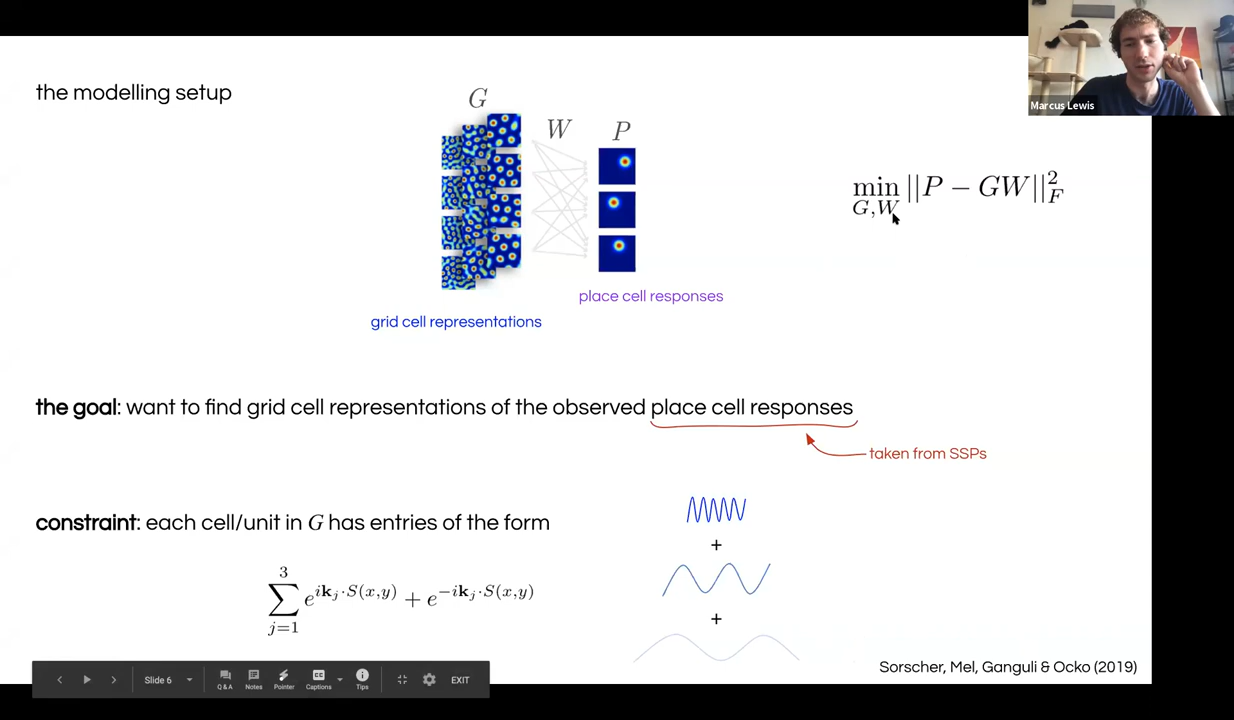 Marcus Lewis
the modelling setup
G
W
P
min_{G,W} ||P − GW||²_F
place cell responses
grid cell representations
the goal: want to find grid cell representations of the observed place cell responses
taken from SSPs
constraint: each cell/unit in G has entries of the form
+
∑_{j=1}^{3} e^{i𝐤_j·S(x,y)} + e^{−i𝐤_j·S(x,y)}
+
Sorscher, Mel, Ganguli & Ocko (2019)
Slide 6
Q & A
Notes
Pointer
CC
Captions
Tips
EXIT